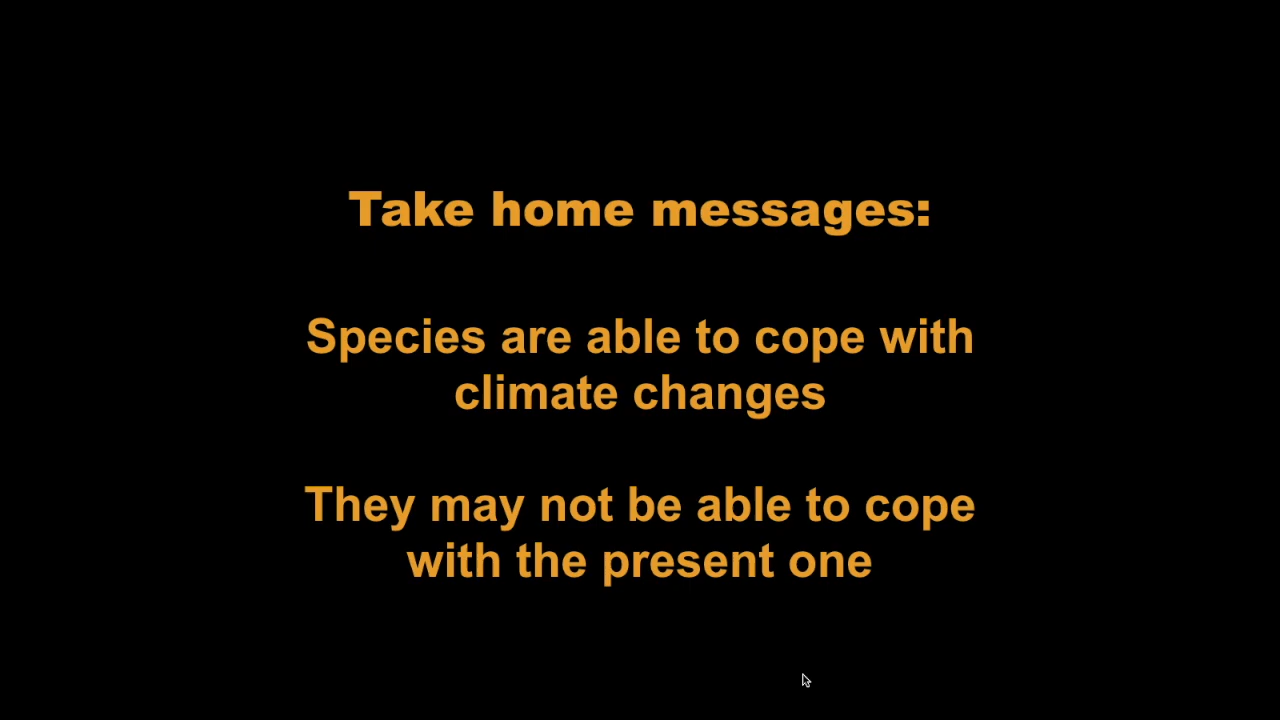 Take home messages:
Species are able to cope with
climate changes
They may not be able to cope
with the present one